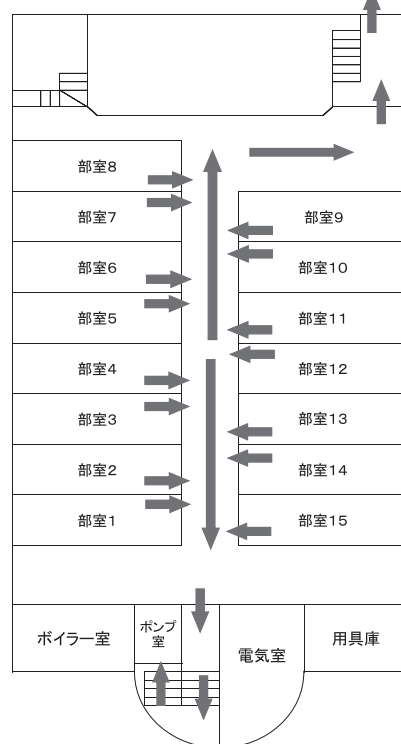 部室8
部室7
部室9
部室6
部室10
部室5
部室11
部室4
部室12
部室3
部室13
部室2
部室14
部室1
部室15
ボイラー室
ポンプ
室
電気室
用具庫